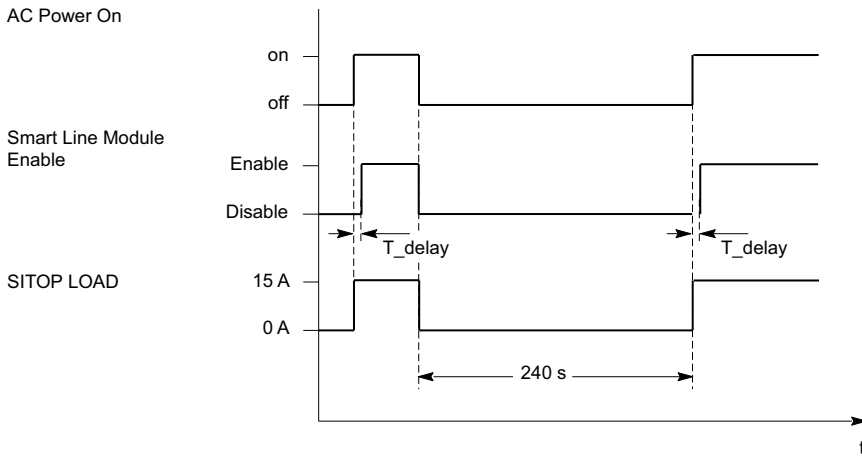 AC Power On
on
off
Smart Line Module
Enable
Enable
Disable
T_delay
T_delay
SITOP LOAD
15 A
0 A
240 s
t